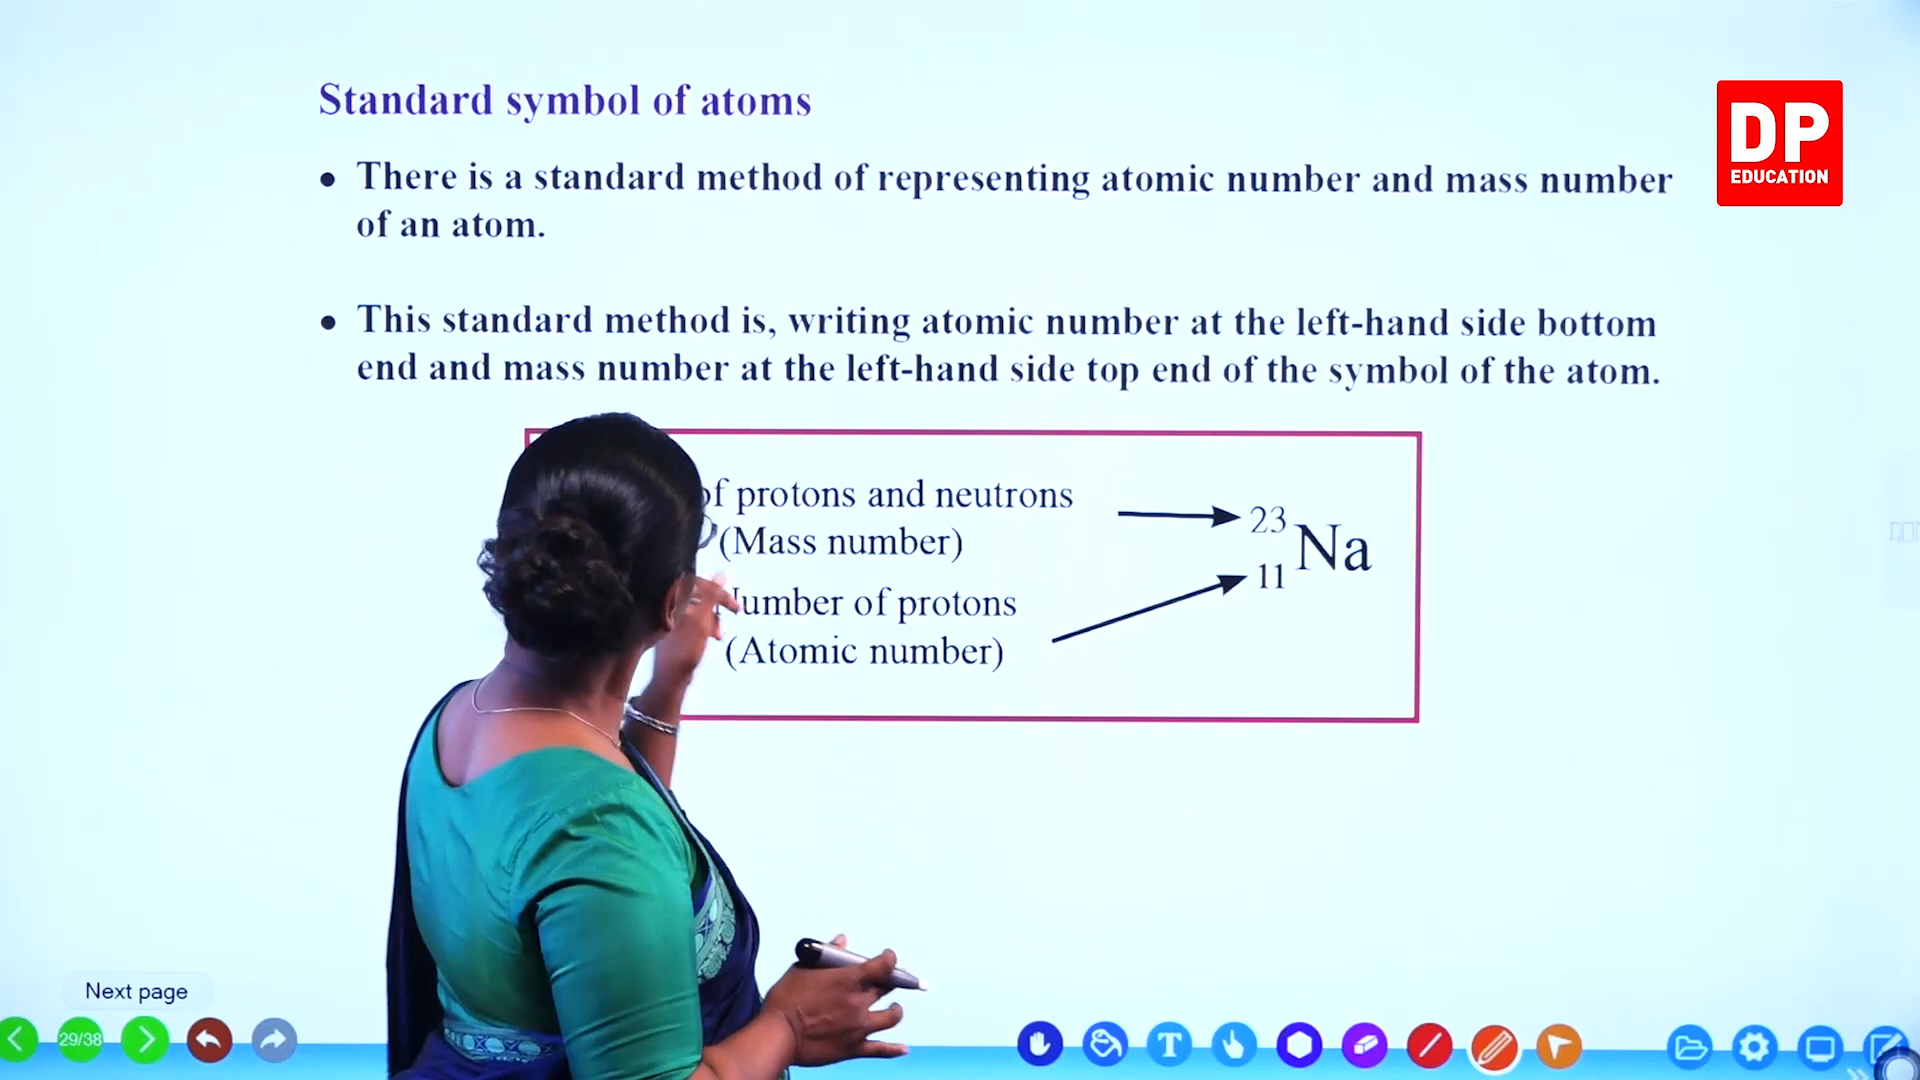 Standard symbol of atoms
DP
EDUCATION
• There is a standard method of representing atomic number and mass number
of an atom.
• This standard method is, writing atomic number at the left-hand side bottom
end and mass number at the left-hand side top end of the symbol of the atom.
of protons and neutrons
(Mass number)
23
Na
11
Number of protons
(Atomic number)
Next page
29/38
T